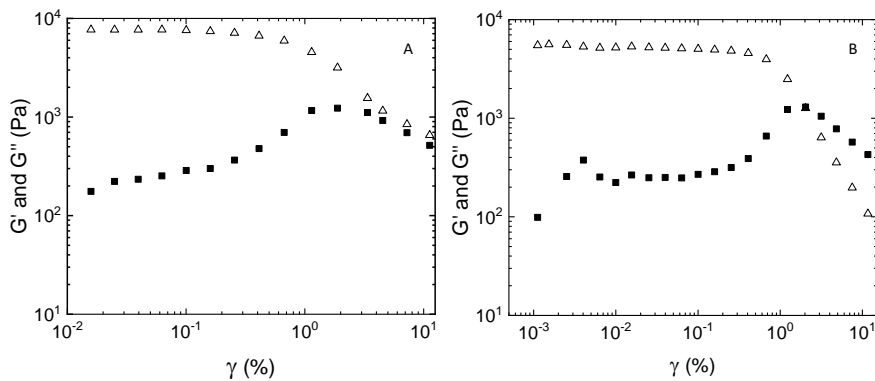 A
10⁴
10³
10²
10¹
G' and G'' (Pa)
10⁻² 10⁻¹ 10⁰ 10¹
γ (%)
B
10⁴
10³
10²
10¹
G' and G'' (Pa)
10⁻³ 10⁻² 10⁻¹ 10⁰ 10¹
γ (%)